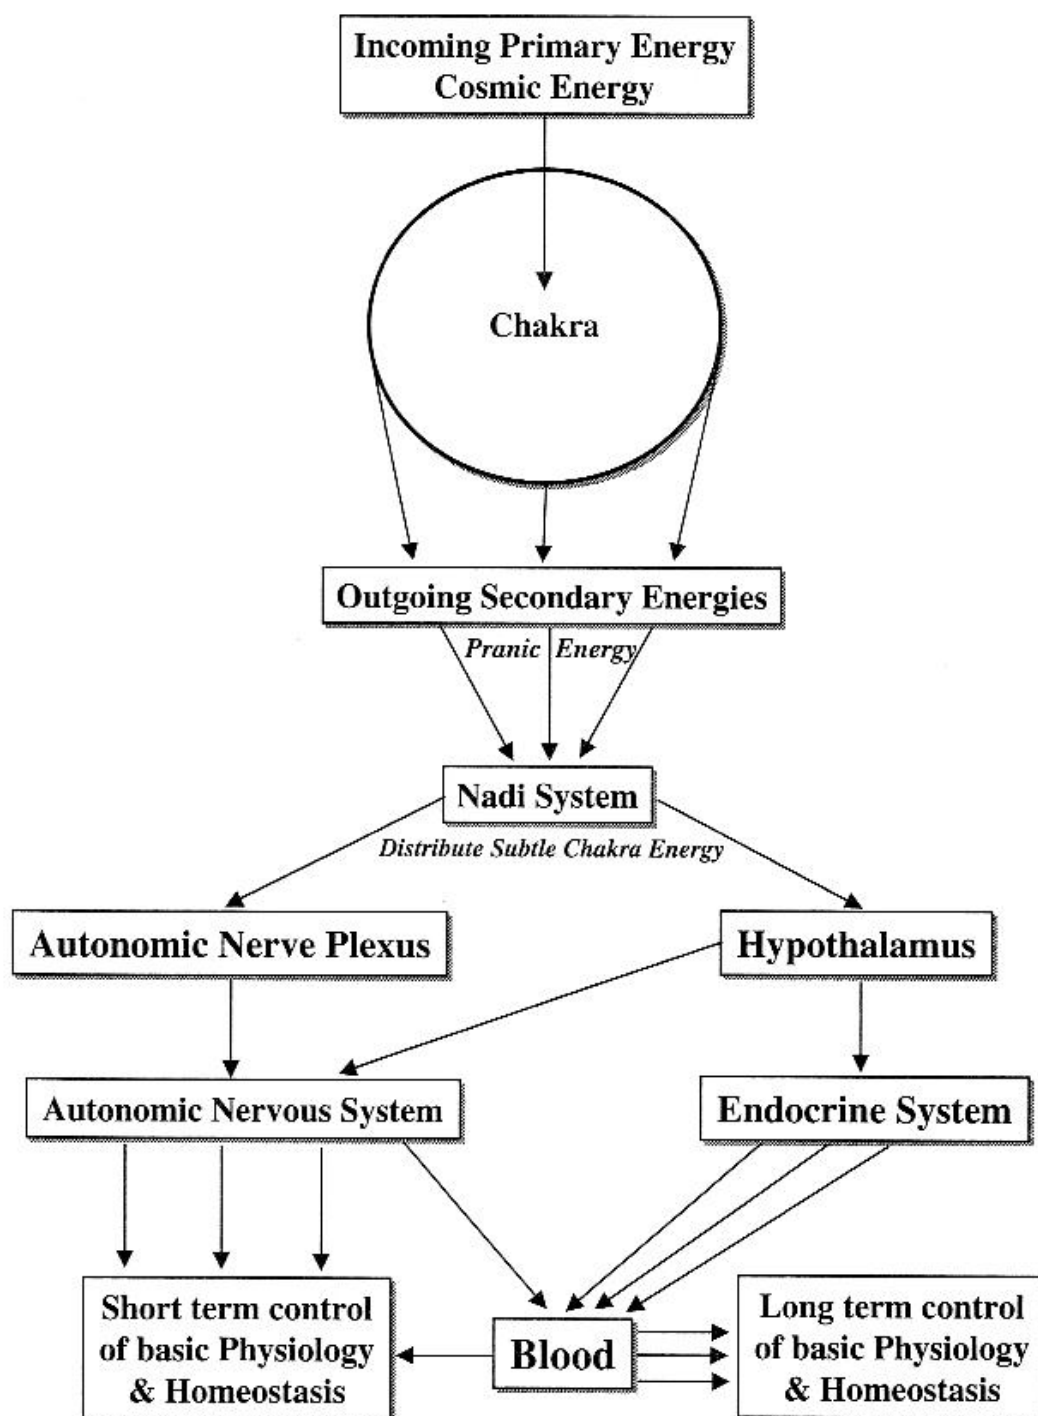 Incoming Primary Energy
Cosmic Energy
Chakra
Outgoing Secondary Energies
Pranic Energy
Nadi System
Distribute Subtle Chakra Energy
Autonomic Nerve Plexus
Hypothalamus
Autonomic Nervous System
Endocrine System
Short term control
of basic Physiology
& Homeostasis
Blood
Long term control
of basic Physiology
& Homeostasis